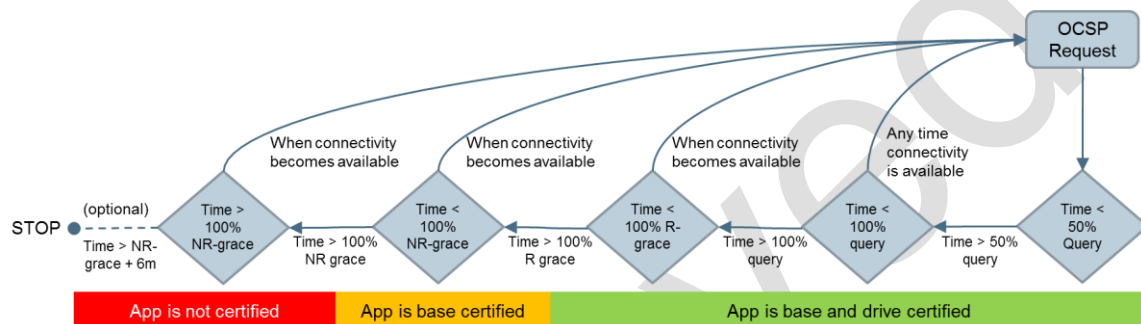 OCSP
Request
When connectivity
becomes available
When connectivity
becomes available
When connectivity
becomes available
Any time
connectivity
is available
STOP
(optional)
Time > NR-
grace + 6m
Time >
100%
NR-grace
Time > 100%
NR grace
Time <
100%
NR-grace
Time > 100%
R grace
Time <
100% R-
grace
Time > 100%
query
Time <
100%
query
Time > 50%
query
Time <
50%
Query
App is not certified
App is base certified
App is base and drive certified